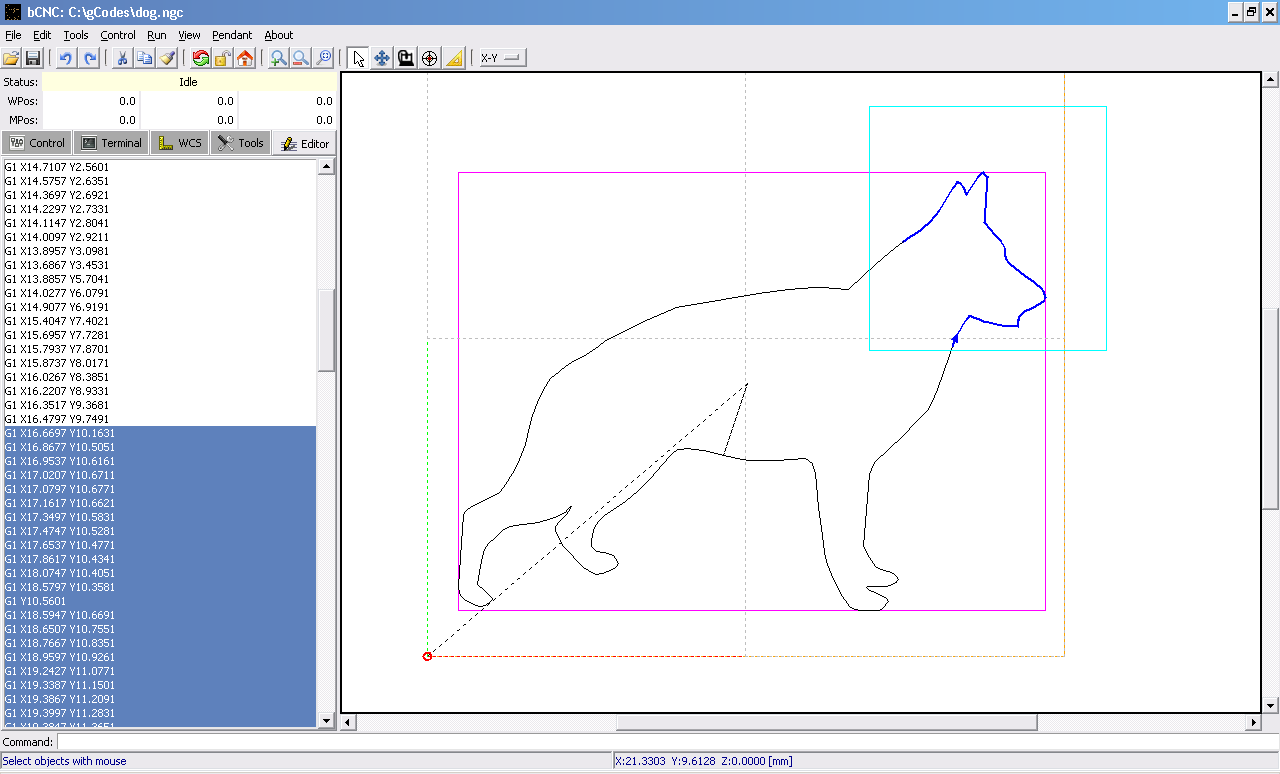 bCNC: C:\gCodes\dog.ngc
File Edit Tools Control Run View Pendant About
X-Y
Status: Idle
WPos: 0.0 0.0 0.0
MPos: 0.0 0.0 0.0
Control Terminal WCS Tools Editor
G1 X14.7107 Y2.5601
G1 X14.5757 Y2.6351
G1 X14.3697 Y2.6921
G1 X14.2297 Y2.7331
G1 X14.1147 Y2.8041
G1 X14.0097 Y2.9211
G1 X13.8957 Y3.0981
G1 X13.6867 Y3.4531
G1 X13.8857 Y5.7041
G1 X14.0277 Y6.0791
G1 X14.8077 Y6.9191
G1 X15.4047 Y7.4021
G1 X15.6957 Y7.7281
G1 X15.7937 Y7.8701
G1 X15.8737 Y8.0171
G1 X16.0267 Y8.3851
G1 X16.2207 Y8.9331
G1 X16.3517 Y9.3681
G1 X16.4797 Y9.7491
G1 X16.6697 Y10.1631
G1 X16.8677 Y10.5051
G1 X16.9537 Y10.6161
G1 X17.0207 Y10.6711
G1 X17.0797 Y10.6771
G1 X17.1617 Y10.6621
G1 X17.3497 Y10.5831
G1 X17.4747 Y10.5281
G1 X17.6537 Y10.4771
G1 X17.8617 Y10.4341
G1 X18.0747 Y10.4051
G1 X18.5797 Y10.3581
G1 Y10.5601
G1 X18.5947 Y10.6691
G1 X18.6507 Y10.7551
G1 X18.7667 Y10.8351
G1 X18.9597 Y10.9261
G1 X19.2427 Y11.0771
G1 X19.3387 Y11.1501
G1 X19.3867 Y11.2091
G1 X19.3997 Y11.2831
G1 X19.3847 Y11.3651
Command:
Select objects with mouse
X:21.3303 Y:9.6128 Z:0.0000 [mm]